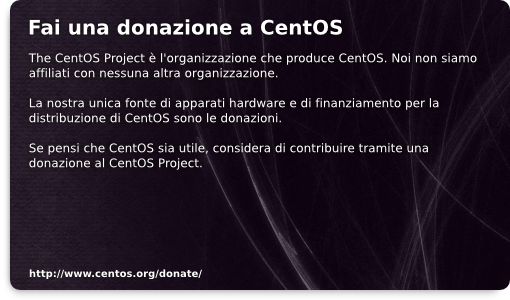 Fai una donazione a CentOS
The CentOS Project è l'organizzazione che produce CentOS. Noi non siamo
affiliati con nessuna altra organizzazione.
La nostra unica fonte di apparati hardware e di finanziamento per la
distribuzione di CentOS sono le donazioni.
Se pensi che CentOS sia utile, considera di contribuire tramite una
donazione al CentOS Project.
http://www.centos.org/donate/